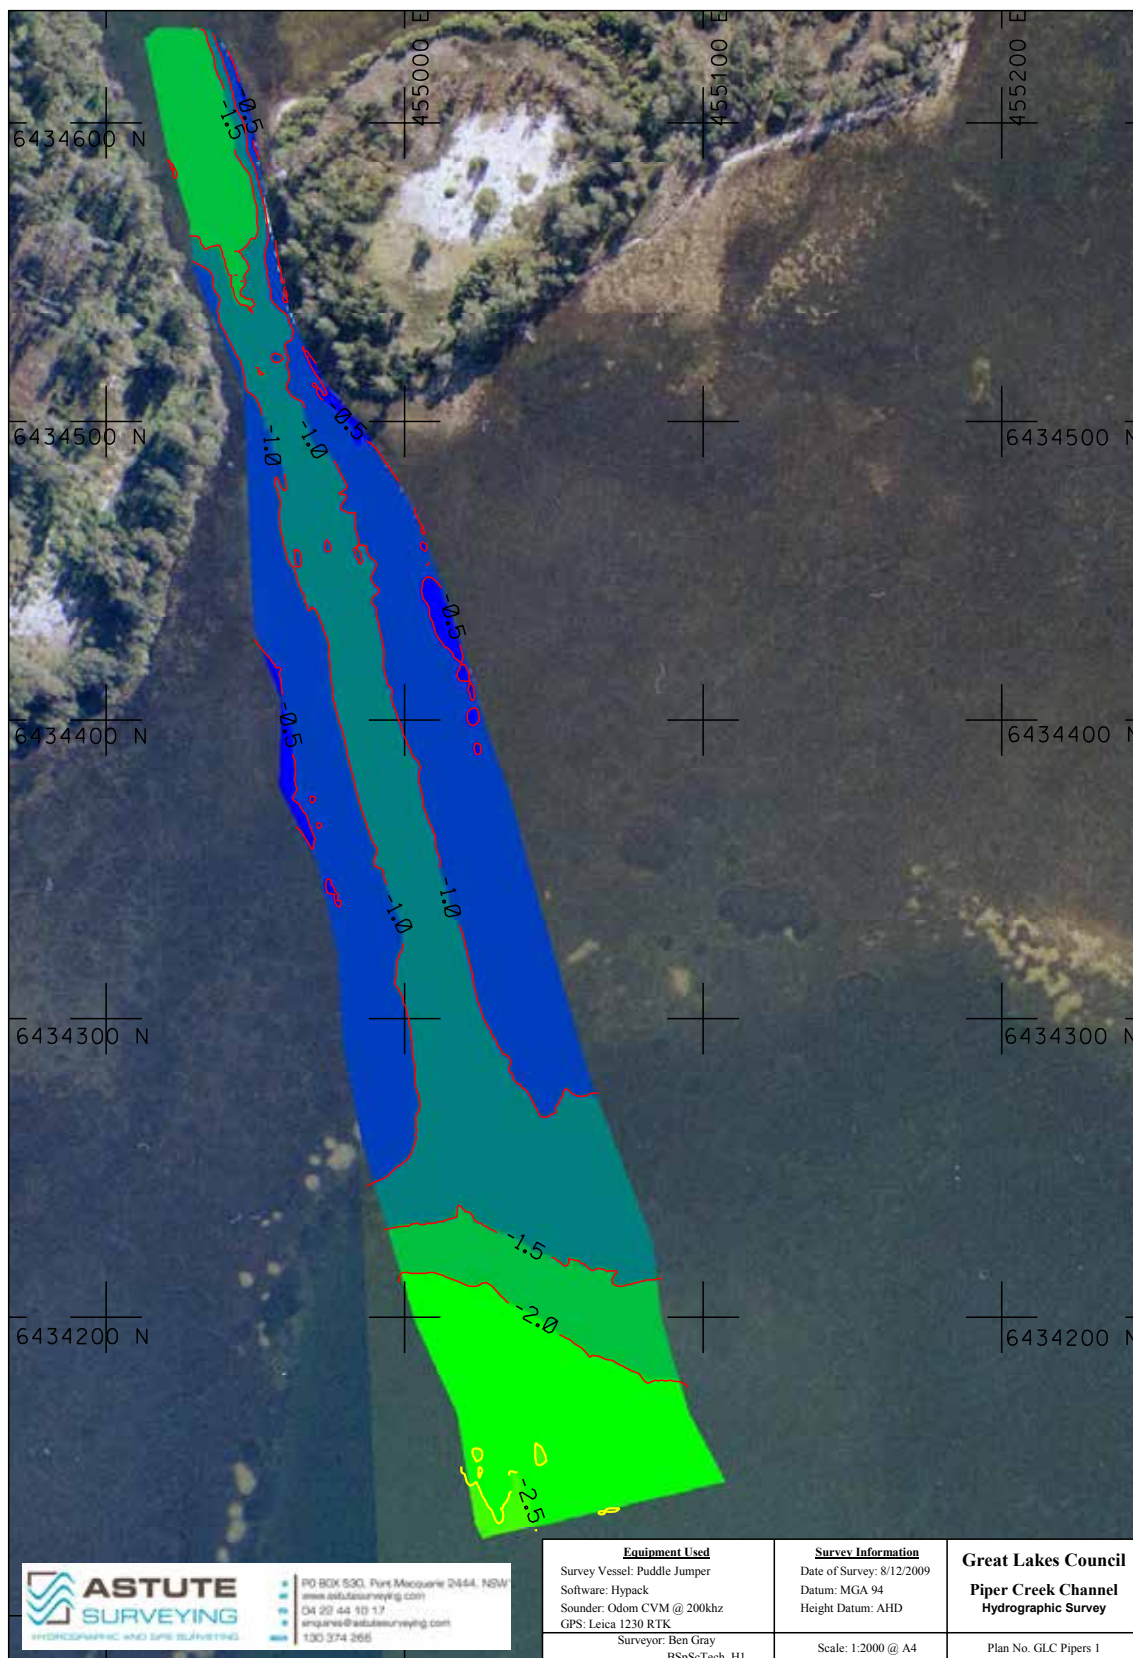 455000 E
455100 E
455200 E
-0.5
-1.5
6434600 N
-0.5
6434500 N
-1.0
-1.0
6434500 N
-0.5
-0.5
6434400 N
6434400 N
-1.0
-1.0
6434300 N
6434300 N
-1.5
-2.0
6434200 N
6434200 N
-2.5
ASTUTE
SURVEYING
HYDROGRAPHIC AND GPS SURVEYING
PO BOX 530, Port Macquarie 2444, NSW
www.astutesurveying.com
04 22 44 10 17
enquires@astutesurveying.com
130 374 266
Equipment Used
Survey Vessel: Puddle Jumper
Software: Hypack
Sounder: Odom CVM @ 200khz
GPS: Leica 1230 RTK
Surveyor: Ben Gray
Survey Information
Date of Survey: 8/12/2009
Datum: MGA 94
Height Datum: AHD
Scale: 1:2000 @ A4
Great Lakes Council
Piper Creek Channel
Hydrographic Survey
Plan No. GLC Pipers 1